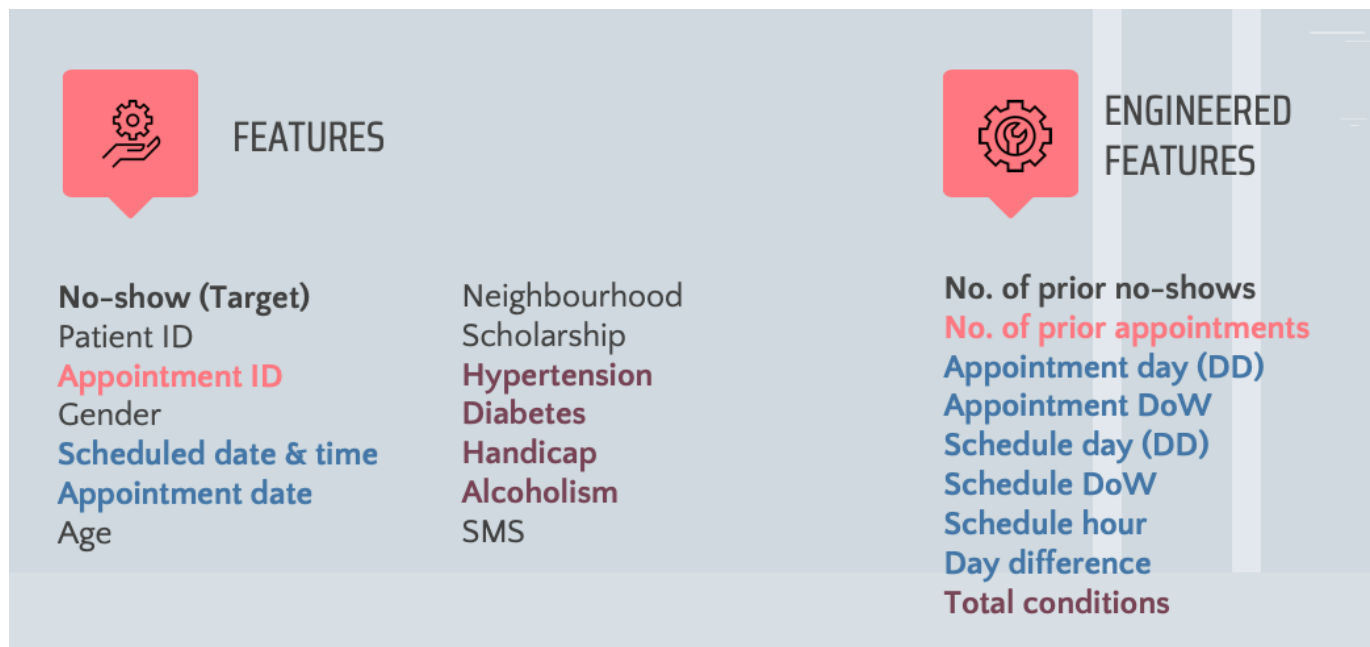 FEATURES
No-show (Target)
Patient ID
Appointment ID
Gender
Scheduled date & time
Appointment date
Age
Neighbourhood
Scholarship
Hypertension
Diabetes
Handicap
Alcoholism
SMS
ENGINEERED
FEATURES
No. of prior no-shows
No. of prior appointments
Appointment day (DD)
Appointment DoW
Schedule day (DD)
Schedule DoW
Schedule hour
Day difference
Total conditions